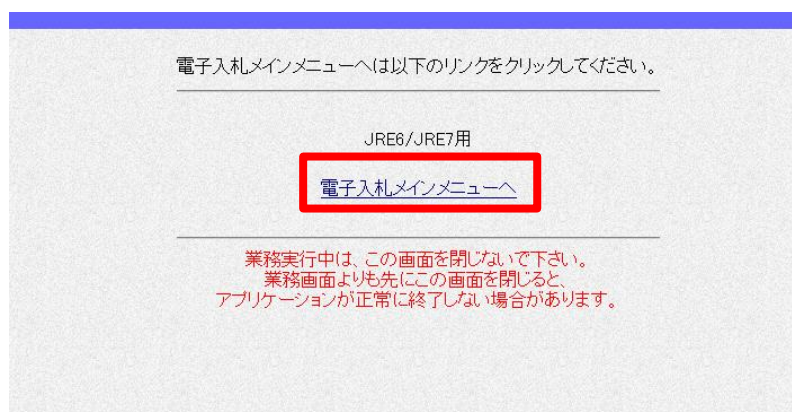 電子入札メインメニューへは以下のリンクをクリックしてください。
JRE6/JRE7用
電子入札メインメニューへ
業務実行中は、この画面を閉じないで下さい。
業務画面よりも先にこの画面を閉じると、
アプリケーションが正常に終了しない場合があります。